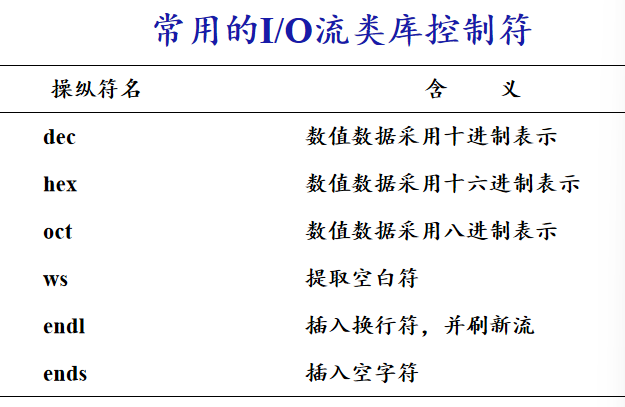 常用的I/O流类库控制符
操纵符名 含 义
dec 数值数据采用十进制表示
hex 数值数据采用十六进制表示
oct 数值数据采用八进制表示
ws 提取空白符
endl 插入换行符，并刷新流
ends 插入空字符